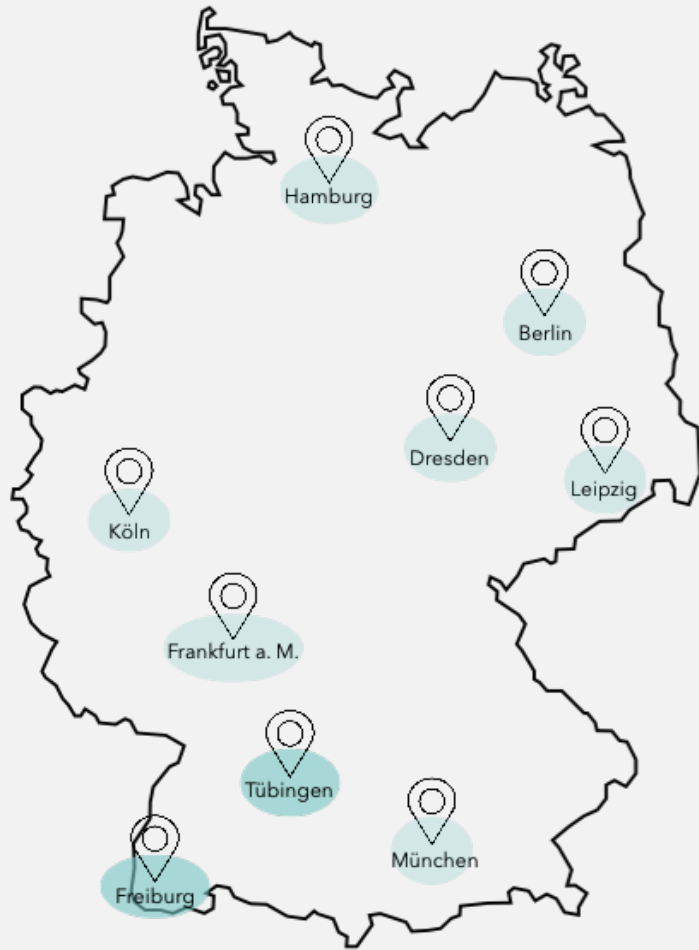 Hamburg
Berlin
Dresden
Leipzig
Köln
Frankfurt a. M.
Tübingen
München
Freiburg